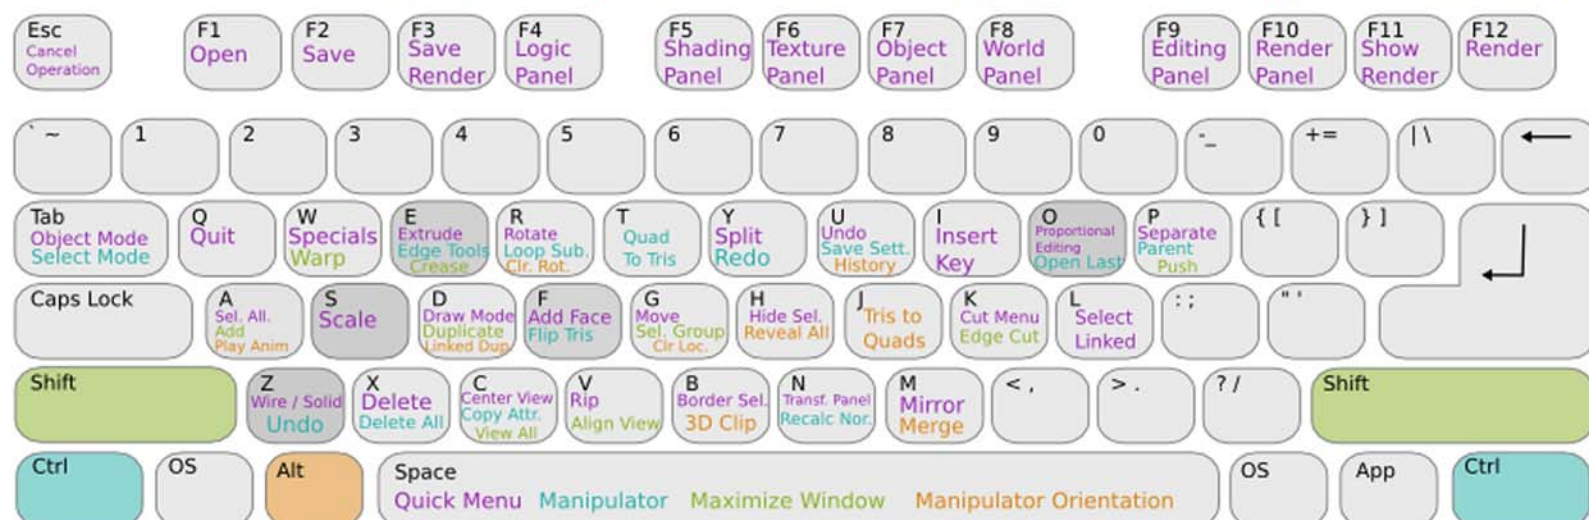 Esc
Cancel
Operation
F1
Open
F2
Save
F3
Save
Render
F4
Logic
Panel
F5
Shading
Panel
F6
Texture
Panel
F7
Object
Panel
F8
World
Panel
F9
Editing
Panel
F10
Render
Panel
F11
Show
Render
F12
Render
` ~
1
2
3
4
5
6
7
8
9
0
-_
+=
| \
Tab
Object Mode
Select Mode
Q
Quit
W
Specials
Warp
E
Extrude
Edge Tools
Crease
R
Rotate
Loop Sub.
Clr. Rot.
T
Quad
To Tris
Y
Split
Redo
U
Undo
Save Sett.
History
I
Insert
Key
O
Proportional
Editing
Open Last
P
Separate
Parent
Push
{ [
} ]
Caps Lock
A
Sel. All.
Add
Play Anim
S
Scale
D
Draw Mode
Duplicate
Linked Dup.
F
Add Face
Flip Tris
G
Move
Sel. Group
Clr Loc.
H
Hide Sel.
Reveal All
J
Tris to
Quads
K
Cut Menu
Edge Cut
L
Select
Linked
: ;
" '
Shift
Z
Wire / Solid
Undo
X
Delete
Delete All
C
Center View
Copy Attr.
View All
V
Rip
Align View
B
Border Sel.
3D Clip
N
Transf. Panel
Recalc Nor.
M
Mirror
Merge
< ,
> .
? /
Shift
Ctrl
OS
Alt
Space
Quick Menu Manipulator Maximize Window Manipulator Orientation
OS
App
Ctrl